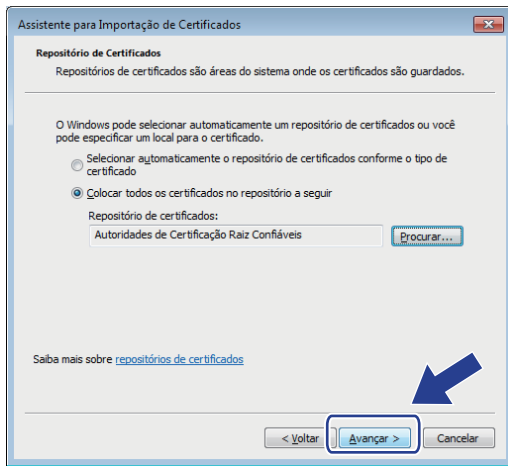 Assistente para Importação de Certificados
Repositório de Certificados
Repositórios de certificados são áreas do sistema onde os certificados são guardados.
O Windows pode selecionar automaticamente um repositório de certificados ou você
pode especificar um local para o certificado.
Selecionar automaticamente o repositório de certificados conforme o tipo de
certificado
Colocar todos os certificados no repositório a seguir
Repositório de certificados:
Autoridades de Certificação Raiz Confiáveis
Procurar...
Saiba mais sobre repositórios de certificados
< Voltar
Avançar >
Cancelar